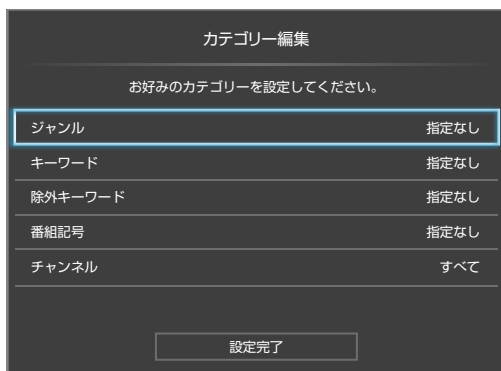 カテゴリー編集
お好みのカテゴリーを設定してください。
ジャンル 指定なし
キーワード 指定なし
除外キーワード 指定なし
番組記号 指定なし
チャンネル すべて
設定完了